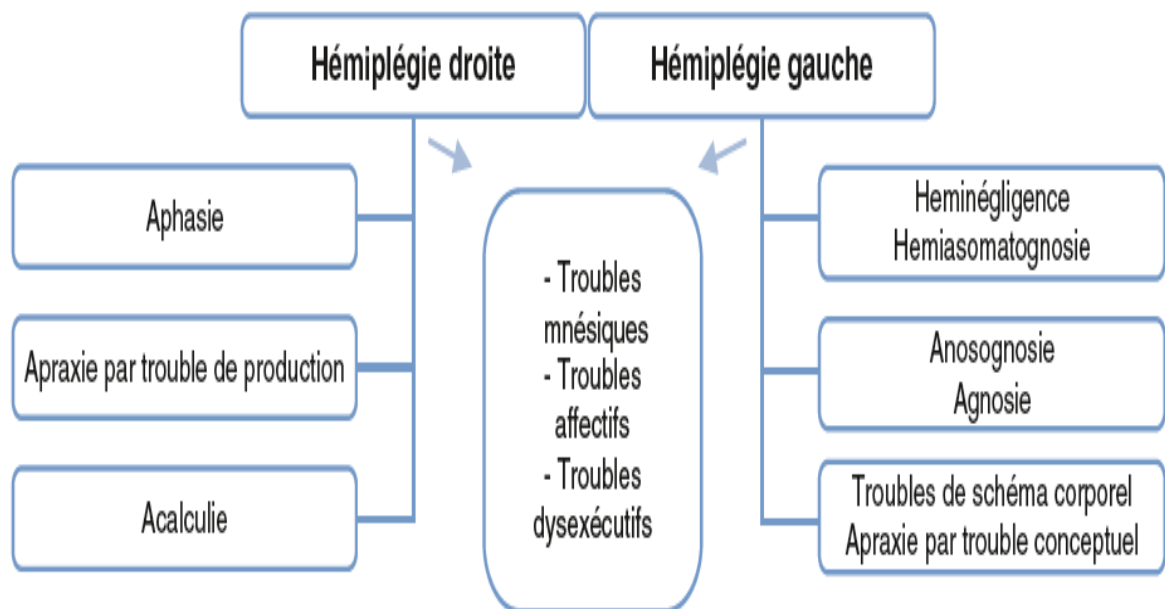 Hémiplégie droite
Hémiplégie gauche
Aphasie
Apraxie par trouble de production
Acalculie
- Troubles
mnésiques
- Troubles
affectifs
- Troubles
dysexécutifs
Heminégligence
Hemiasomatognosie
Anosognosie
Agnosie
Troubles de schéma corporel
Apraxie par trouble conceptuel